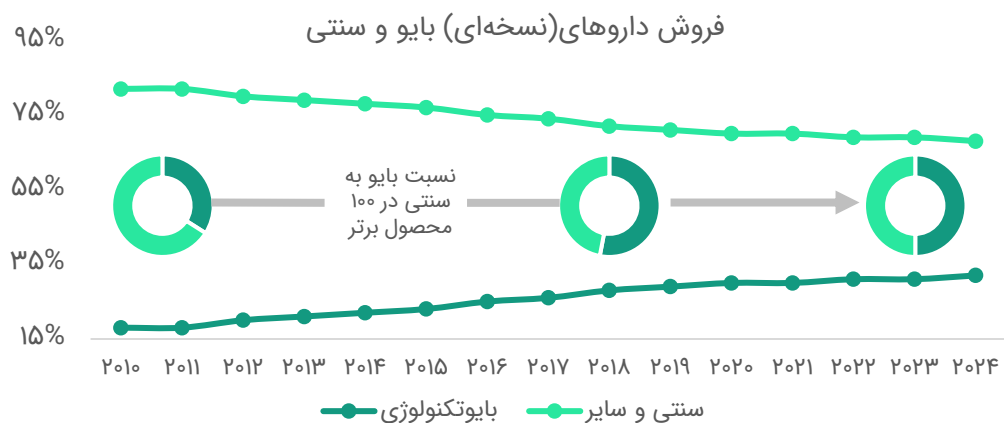 فروش داروهای(نسخه‌ای) بایو و سنتی
۹۵%
۷۵%
۵۵%
۳۵%
۱۵%
نسبت بایو به
سنتی در ۱۰۰
محصول برتر
۲۰۱۰ ۲۰۱۱ ۲۰۱۲ ۲۰۱۳ ۲۰۱۴ ۲۰۱۵ ۲۰۱۶ ۲۰۱۷ ۲۰۱۸ ۲۰۱۹ ۲۰۲۰ ۲۰۲۱ ۲۰۲۲ ۲۰۲۳ ۲۰۲۴
سنتی و سایر
بایوتکنولوژی